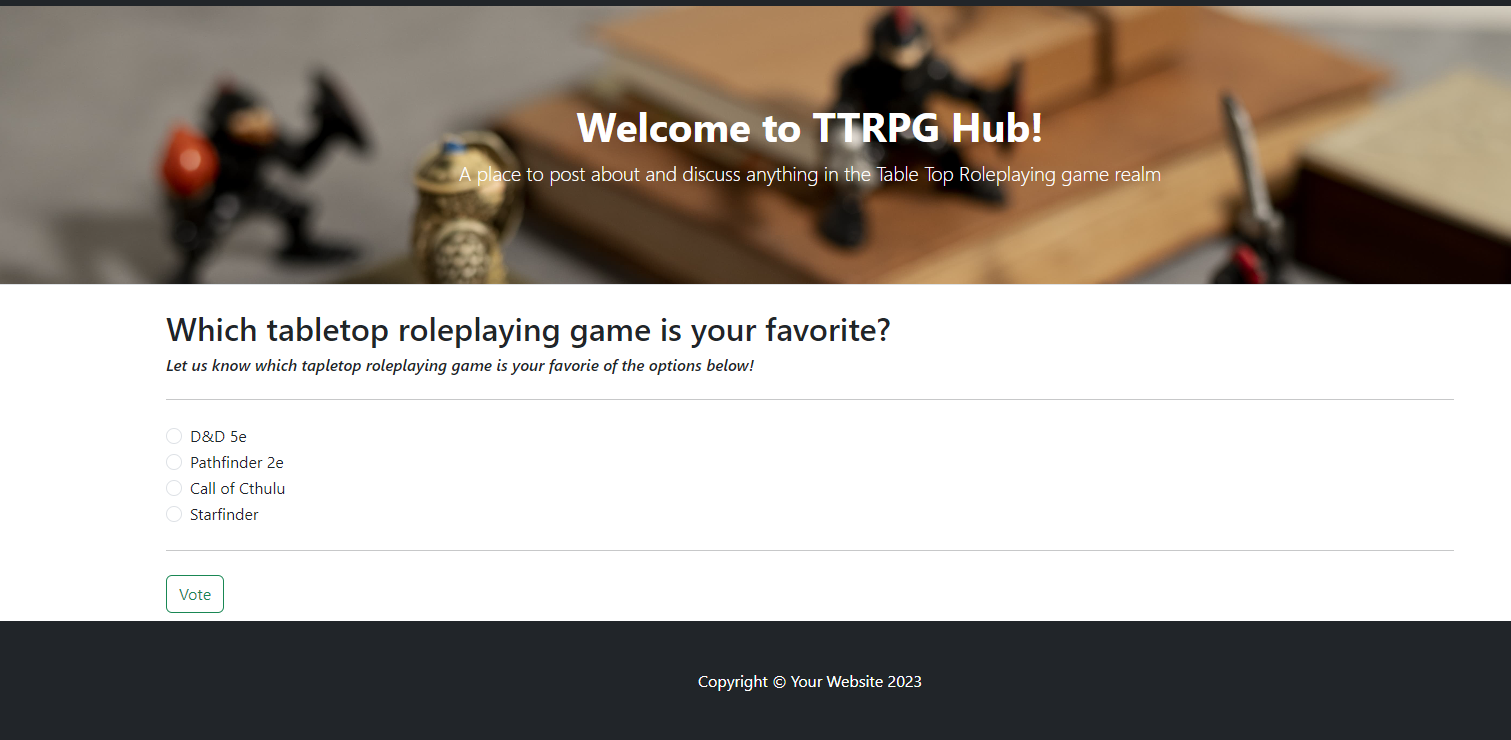 Welcome to TTRPG Hub!
A place to post about and discuss anything in the Table Top Roleplaying game realm
Which tabletop roleplaying game is your favorite?
Let us know which tapletop roleplaying game is your favorie of the options below!
D&D 5e
Pathfinder 2e
Call of Cthulu
Starfinder
Vote
Copyright © Your Website 2023